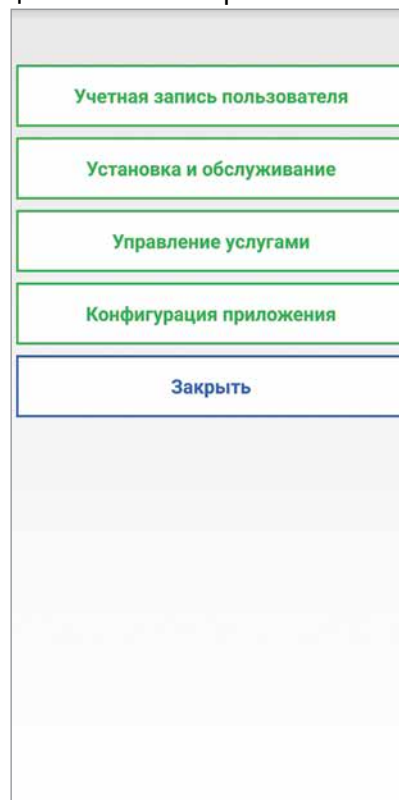 Учетная запись пользователя
Установка и обслуживание
Управление услугами
Конфигурация приложения
Закрыть